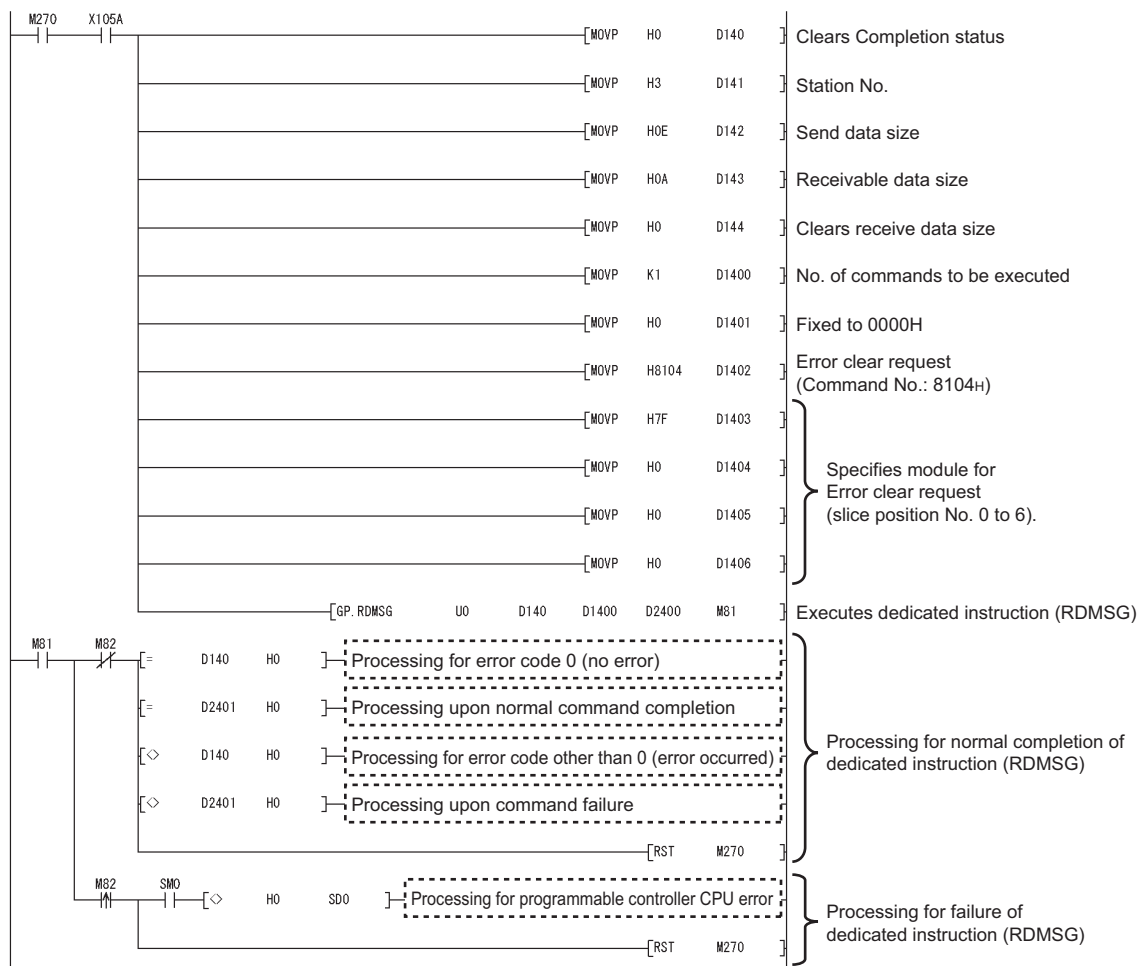 M270 X105A
[MOVP H0 D140 ] Clears Completion status
[MOVP H3 D141 ] Station No.
[MOVP H0E D142 ] Send data size
[MOVP H0A D143 ] Receivable data size
[MOVP H0 D144 ] Clears receive data size
[MOVP K1 D1400 ] No. of commands to be executed
[MOVP H0 D1401 ] Fixed to 0000H
[MOVP H8104 D1402 ] Error clear request
(Command No.: 8104H)
[MOVP H7F D1403 ]
[MOVP H0 D1404 ]
[MOVP H0 D1405 ]
[MOVP H0 D1406 ]
Specifies module for
Error clear request
(slice position No. 0 to 6).
[GP.RDMSG U0 D140 D1400 D2400 M81 ] Executes dedicated instruction (RDMSG)
M81 M82
[= D140 H0 ] Processing for error code 0 (no error)
[= D2401 H0 ] Processing upon normal command completion
[<> D140 H0 ] Processing for error code other than 0 (error occurred)
[<> D2401 H0 ] Processing upon command failure
[RST M270 ]
Processing for normal completion of
dedicated instruction (RDMSG)
M82 SM0
[<> H0 SD0 ] Processing for programmable controller CPU error
[RST M270 ]
Processing for failure of
dedicated instruction (RDMSG)